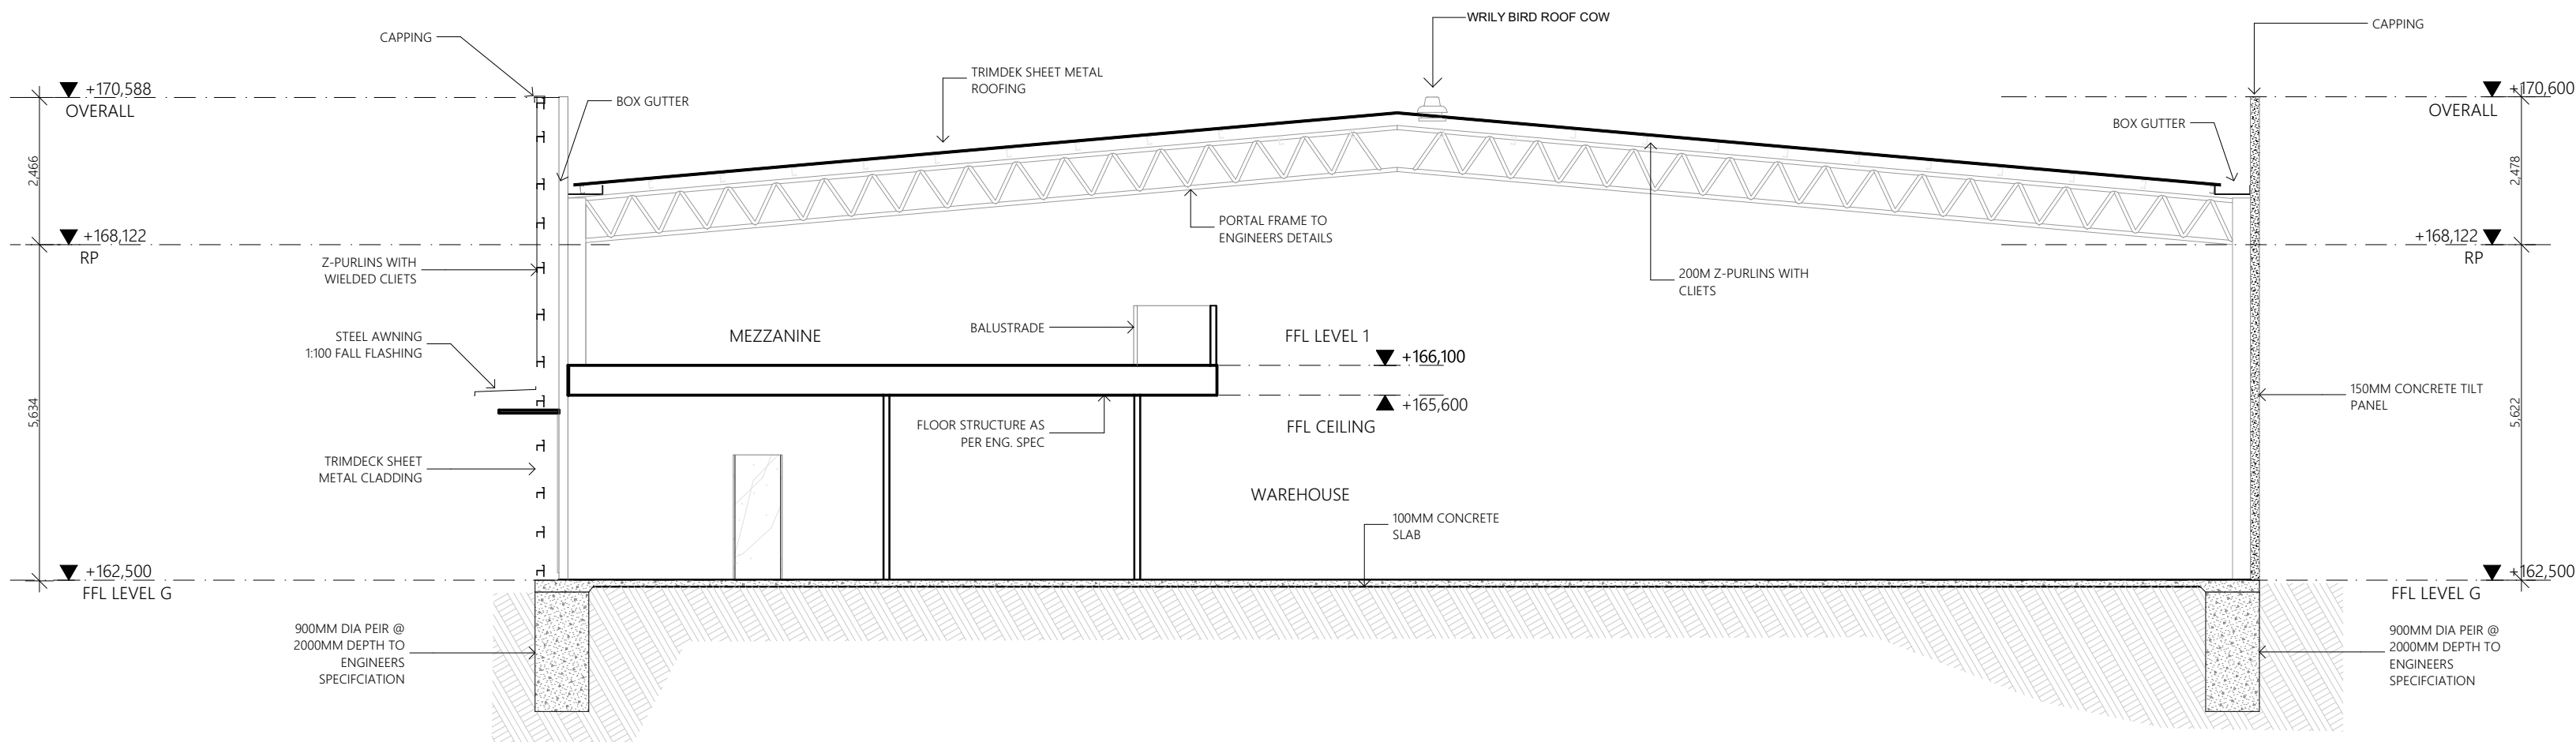 WRILY BIRD ROOF COW
CAPPING
CAPPING
TRIMDEK SHEET METAL
ROOFING
+170,588
OVERALL
BOX GUTTER
+170,600
OVERALL
BOX GUTTER
2,466
2,478
PORTAL FRAME TO
ENGINEERS DETAILS
+168,122
RP
+168,122
RP
Z-PURLINS WITH
WIELDED CLIETS
200M Z-PURLINS WITH
CLIETS
STEEL AWNING
1:100 FALL FLASHING
MEZZANINE
BALUSTRADE
FFL LEVEL 1
+166,100
+165,600
FFL CEILING
150MM CONCRETE TILT
PANEL
5,634
5,622
FLOOR STRUCTURE AS
PER ENG. SPEC
TRIMDECK SHEET
METAL CLADDING
WAREHOUSE
100MM CONCRETE
SLAB
+162,500
FFL LEVEL G
+162,500
FFL LEVEL G
900MM DIA PEIR @
2000MM DEPTH TO
ENGINEERS
SPECIFCIATION
900MM DIA PEIR @
2000MM DEPTH TO
ENGINEERS
SPECIFCIATION